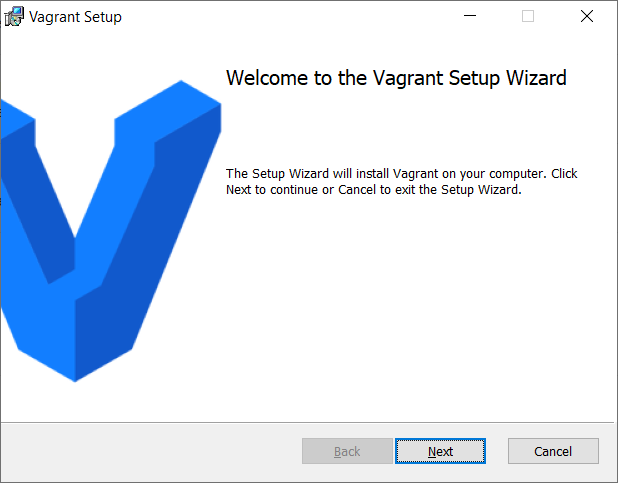 Vagrant Setup
Welcome to the Vagrant Setup Wizard
The Setup Wizard will install Vagrant on your computer. Click
Next to continue or Cancel to exit the Setup Wizard.
Back
Next
Cancel